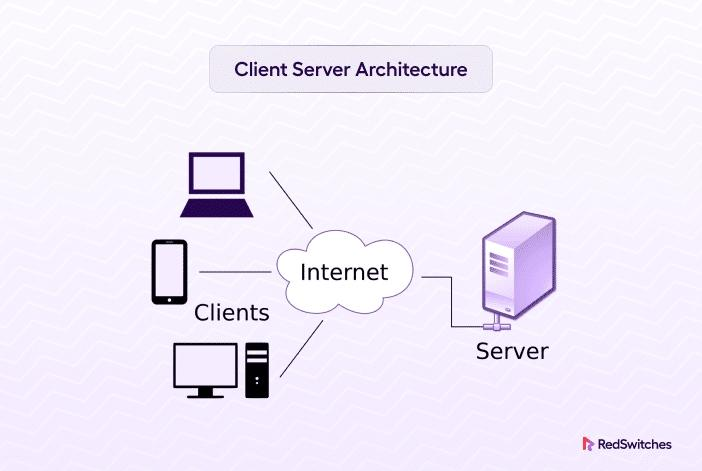 Client Server Architecture
Internet
Clients
Server
RedSwitches